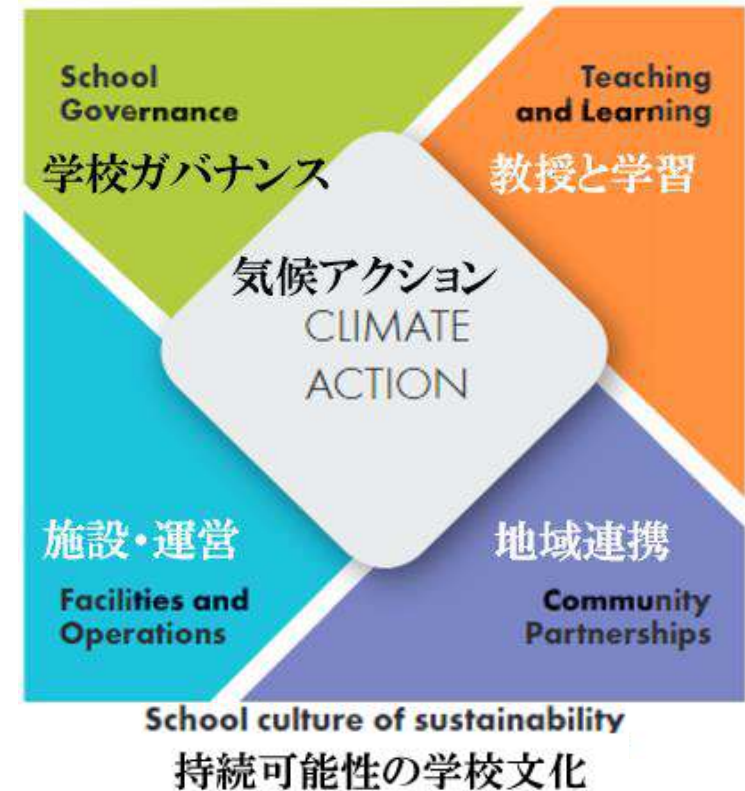 School
Governance
学校ガバナンス
Teaching
and Learning
教授と学習
気候アクション
CLIMATE
ACTION
施設・運営
Facilities and
Operations
地域連携
Community
Partnerships
School culture of sustainability
持続可能性の学校文化